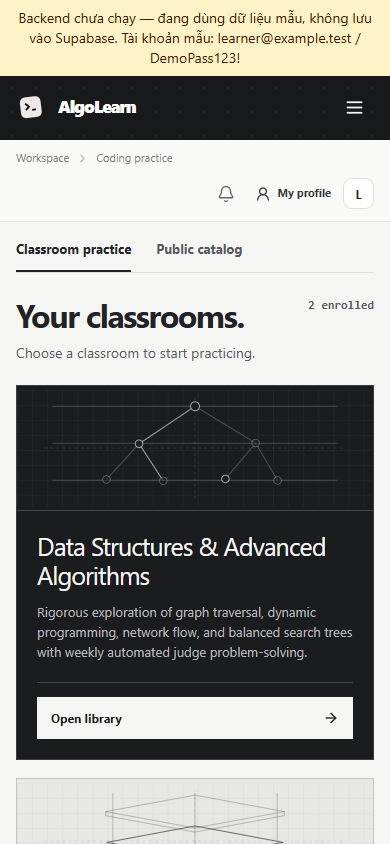 Backend chưa chạy — đang dùng dữ liệu mẫu, không lưu
vào Supabase. Tài khoản mẫu: learner@example.test /
DemoPass123!
AlgoLearn
Workspace > Coding practice
My profile
L
Classroom practice
Public catalog
Your classrooms.
2 enrolled
Choose a classroom to start practicing.
Data Structures & Advanced
Algorithms
Rigorous exploration of graph traversal, dynamic
programming, network flow, and balanced search trees
with weekly automated judge problem-solving.
Open library